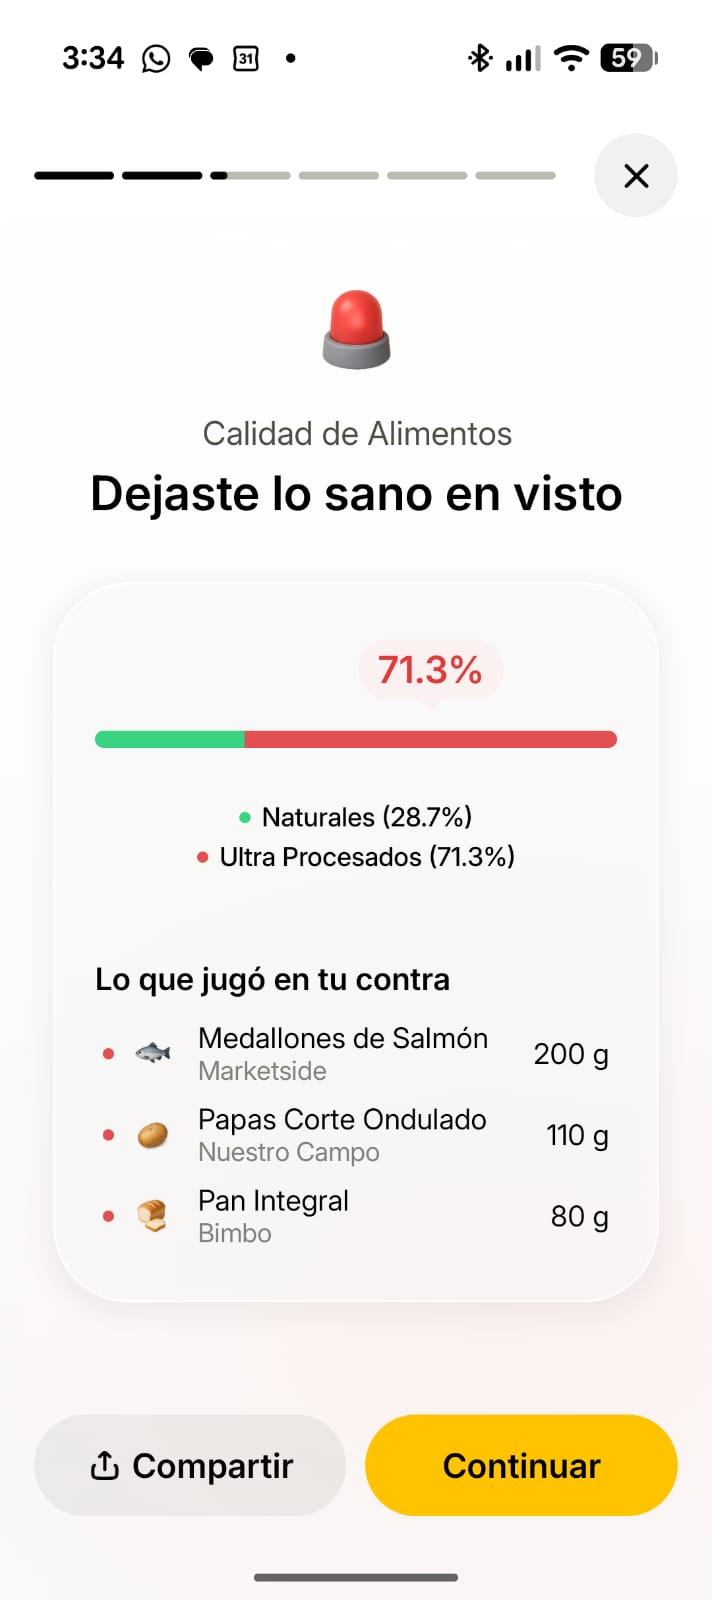 3:34
31
59
Calidad de Alimentos
Dejaste lo sano en visto
71.3%
Naturales (28.7%)
Ultra Procesados (71.3%)
Lo que jugó en tu contra
Medallones de Salmón
Marketside
200 g
Papas Corte Ondulado
Nuestro Campo
110 g
Pan Integral
Bimbo
80 g
Compartir
Continuar